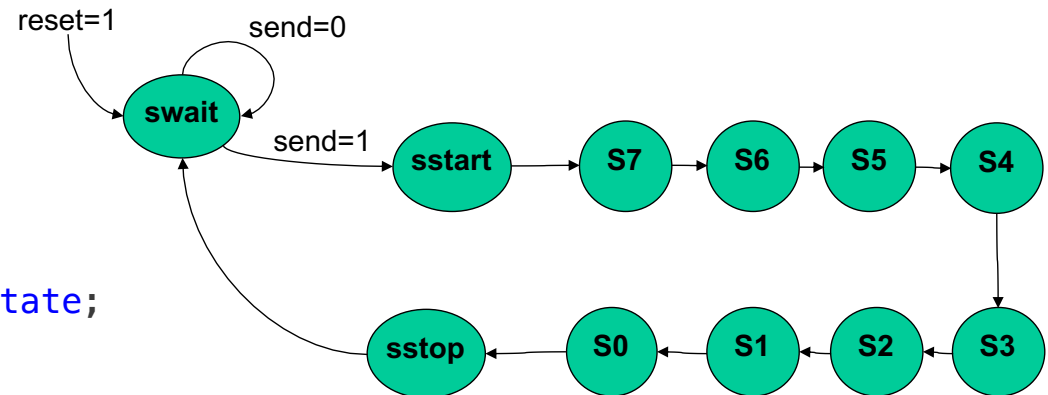 reset=1
send=0
swait
send=1
sstart
S7
S6
S5
S4
tate;
sstop
S0
S1
S2
S3